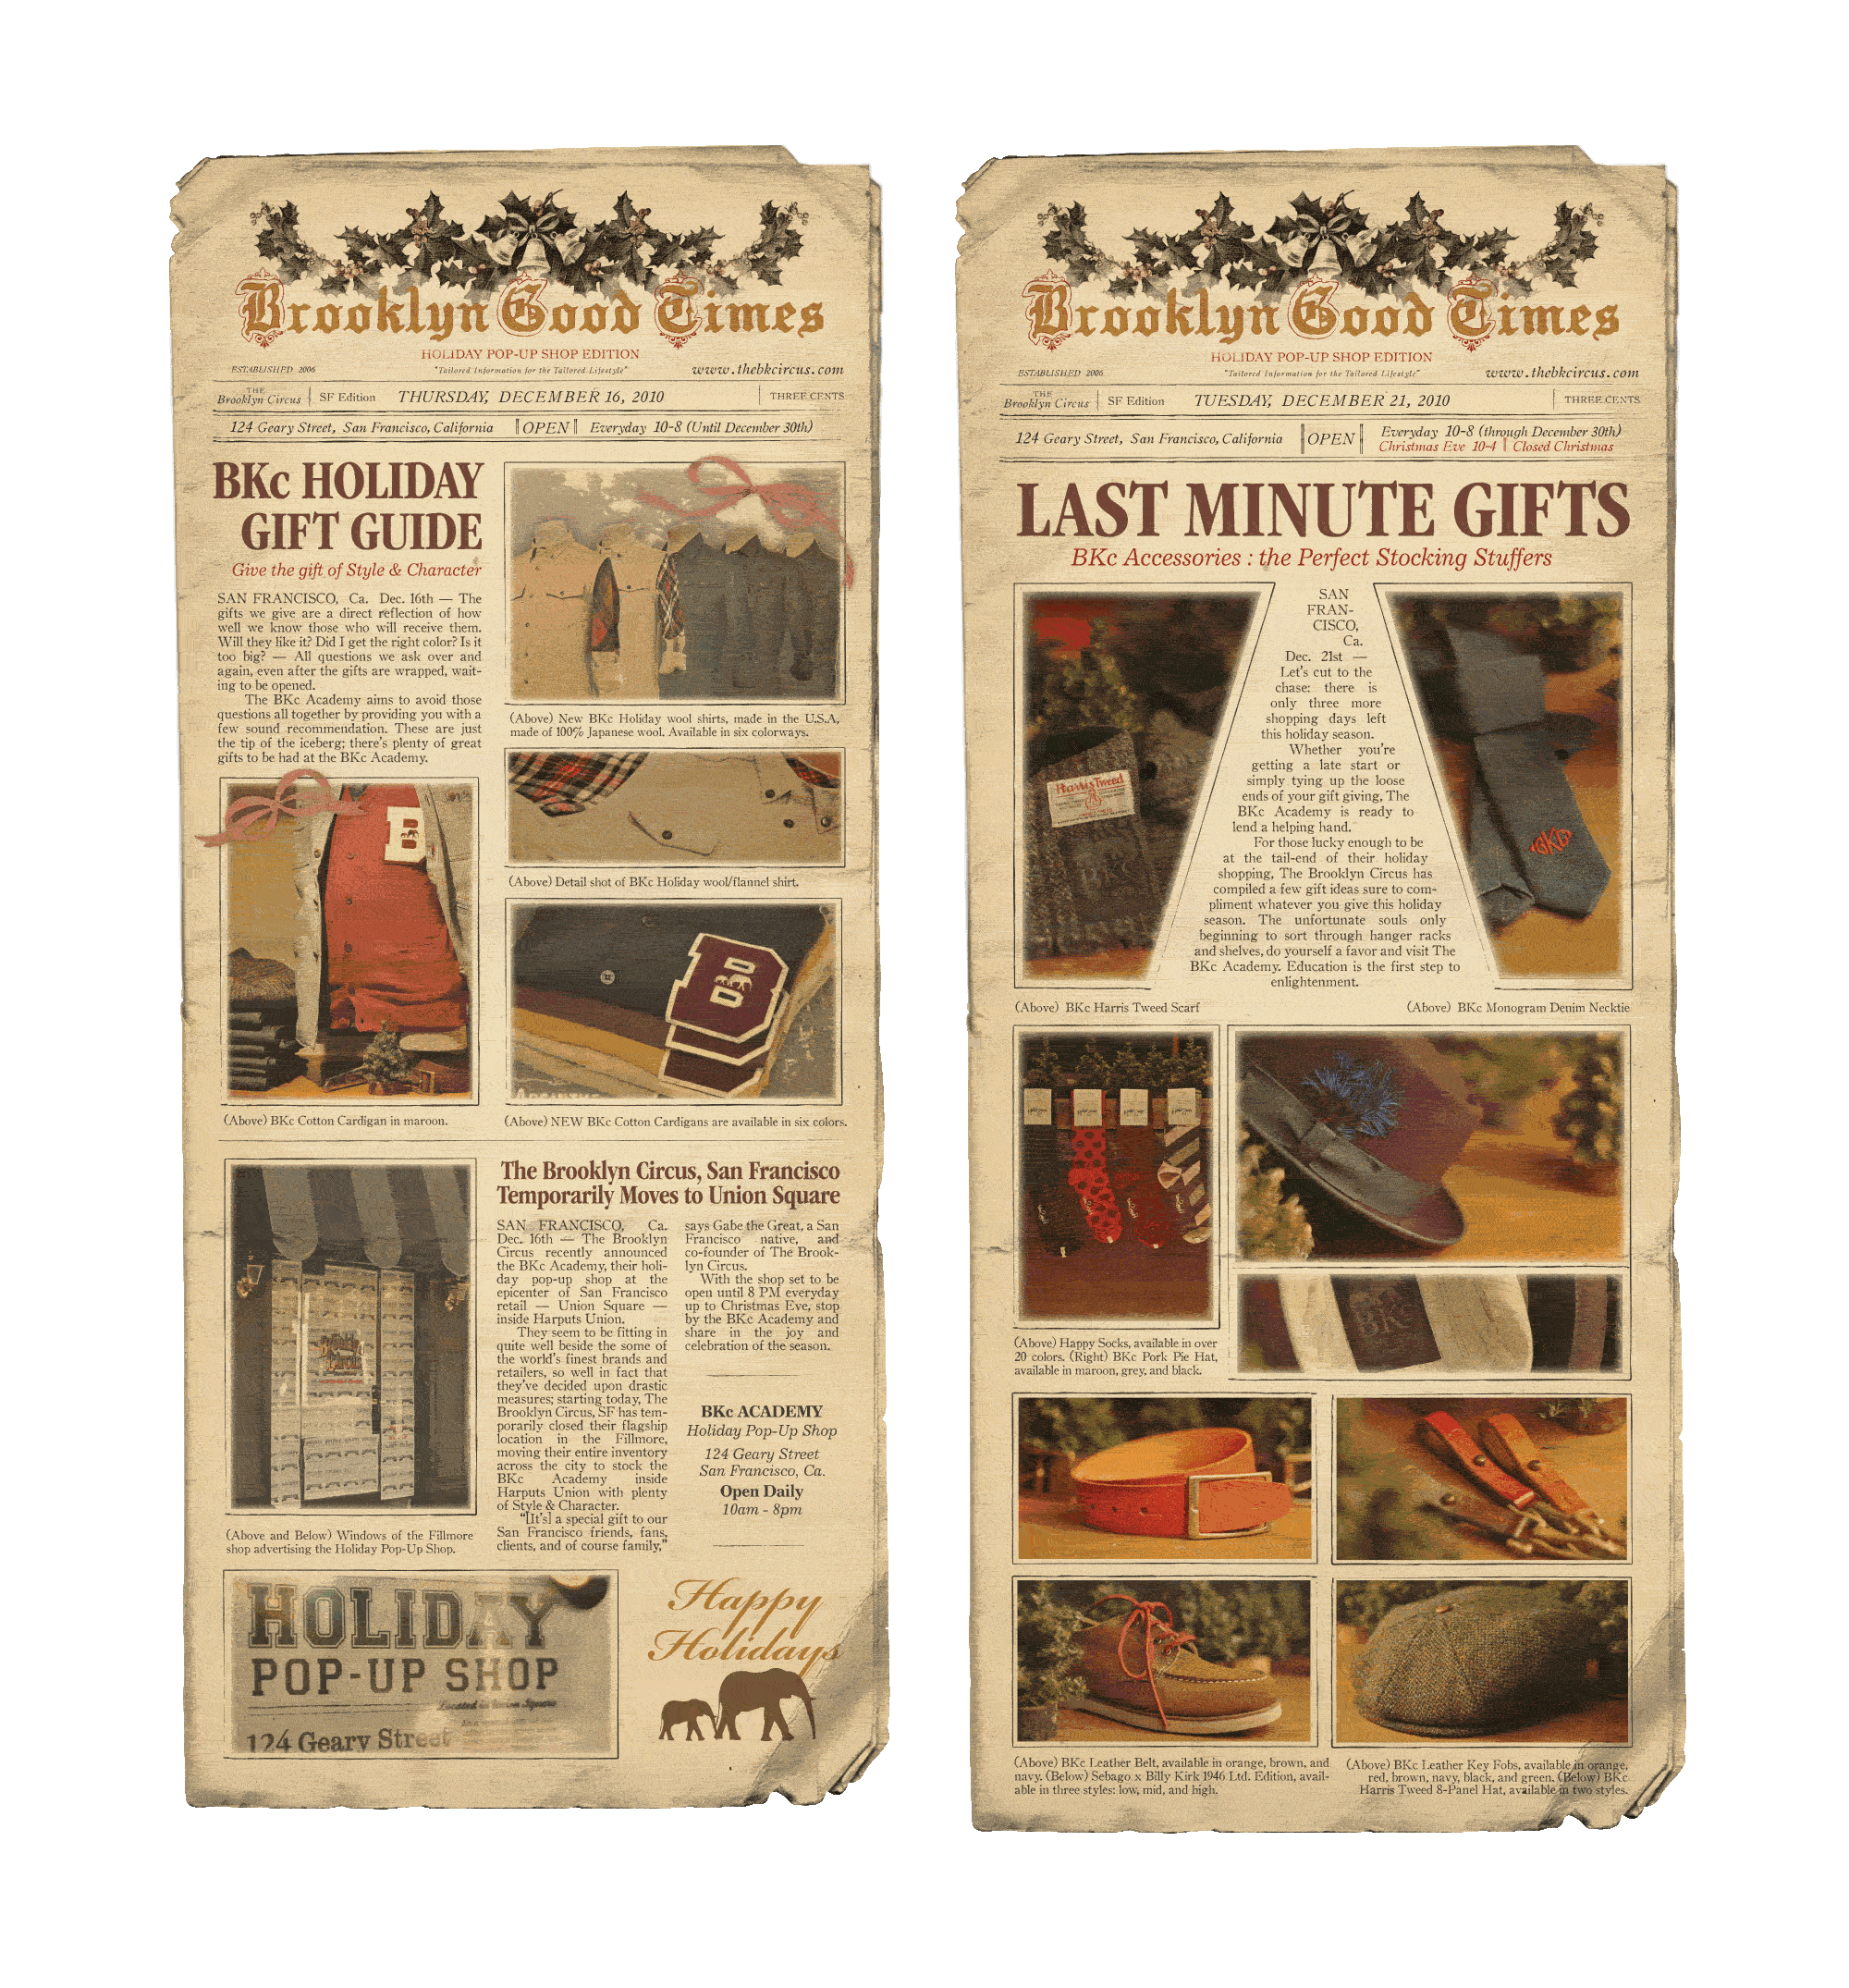 Brooklyn Good Times
HOLIDAY POP-UP SHOP EDITION
ESTABLISHED 2006
"Tailored Information for the Tailored Lifestyle"
www.thebkcircus.com
THE
Brooklyn Circus
SF Edition
THURSDAY, DECEMBER 16, 2010
THREE CENTS
124 Geary Street, San Francisco, California
OPEN
Everyday 10-8 (Until December 30th)
BKc HOLIDAY
GIFT GUIDE
Give the gift of Style & Character
SAN FRANCISCO, Ca. Dec. 16th — The
gifts we give are a direct reflection of how
well we know those who will receive them.
Will they like it? Did I get the right color? Is it
too big? — All questions we ask over and
again, even after the gifts are wrapped, wait-
ing to be opened.
The BKc Academy aims to avoid those
questions all together by providing you with a
few sound recommendation. These are just
the tip of the iceberg; there's plenty of great
gifts to be had at the BKc Academy.
(Above) New BKc Holiday wool shirts, made in the U.S.A,
made of 100% Japanese wool. Available in six colorways.
(Above) Detail shot of BKc Holiday wool/flannel shirt.
B
B
(Above) BKc Cotton Cardigan in maroon.
(Above) NEW BKc Cotton Cardigans are available in six colors.
Brooklyn
Circus
(Above and Below) Windows of the Fillmore
shop advertising the Holiday Pop-Up Shop.
The Brooklyn Circus, San Francisco
Temporarily Moves to Union Square
SAN FRANCISCO, Ca.
Dec. 16th — The Brooklyn
Circus recently announced
the BKc Academy, their holi-
day pop-up shop at the
epicenter of San Francisco
retail — Union Square —
inside Harputs Union.
They seem to be fitting in
quite well beside the some of
the world's finest brands and
retailers, so well in fact that
they've decided upon drastic
measures; starting today, The
Brooklyn Circus, SF has tem-
porarily closed their flagship
location in the Fillmore,
moving their entire inventory
across the city to stock the
BKc Academy inside
Harputs Union with plenty
of Style & Character.
"[It's] a special gift to our
San Francisco friends, fans,
clients, and of course family,"
says Gabe the Great, a San
Francisco native, and
co-founder of The Brook-
lyn Circus.
With the shop set to be
open until 8 PM everyday
up to Christmas Eve, stop
by the BKc Academy and
share in the joy and
celebration of the season.
BKc ACADEMY
Holiday Pop-Up Shop
124 Geary Street
San Francisco, Ca.
Open Daily
10am - 8pm
HOLIDAY
POP-UP SHOP
Located in Union Square
124 Geary Street
Happy
Holidays
Brooklyn Good Times
HOLIDAY POP-UP SHOP EDITION
ESTABLISHED 2006
"Tailored Information for the Tailored Lifestyle"
www.thebkcircus.com
THE
Brooklyn Circus
SF Edition
TUESDAY, DECEMBER 21, 2010
THREE CENTS
124 Geary Street, San Francisco, California
OPEN
Everyday 10-8 (through December 30th)
Christmas Eve 10-4 | Closed Christmas
LAST MINUTE GIFTS
BKc Accessories : the Perfect Stocking Stuffers
SAN
FRAN-
CISCO,
Ca.
Dec. 21st —
Let's cut to the
chase: there is
only three more
shopping days left
this holiday season.
Whether you're
getting a late start or
simply tying up the loose
ends of your gift giving, The
BKc Academy is ready to
lend a helping hand.
For those lucky enough to be
at the tail-end of their holiday
shopping, The Brooklyn Circus has
compiled a few gift ideas sure to com-
pliment whatever you give this holiday
season. The unfortunate souls only
beginning to sort through hanger racks
and shelves, do yourself a favor and visit The
BKc Academy. Education is the first step to
enlightenment.
Harris Tweed
BKC
BKC
(Above) BKc Harris Tweed Scarf
(Above) BKc Monogram Denim Necktie
BKC
(Above) Happy Socks, available in over
20 colors. (Right) BKc Pork Pie Hat,
available in maroon, grey, and black.
(Above) BKc Leather Belt, available in orange, brown, and
navy. (Below) Sebago x Billy Kirk 1946 Ltd. Edition, avail-
able in three styles: low, mid, and high.
(Above) BKc Leather Key Fobs, available in orange,
red, brown, navy, black, and green. (Below) BKc
Harris Tweed 8-Panel Hat, available in two styles.